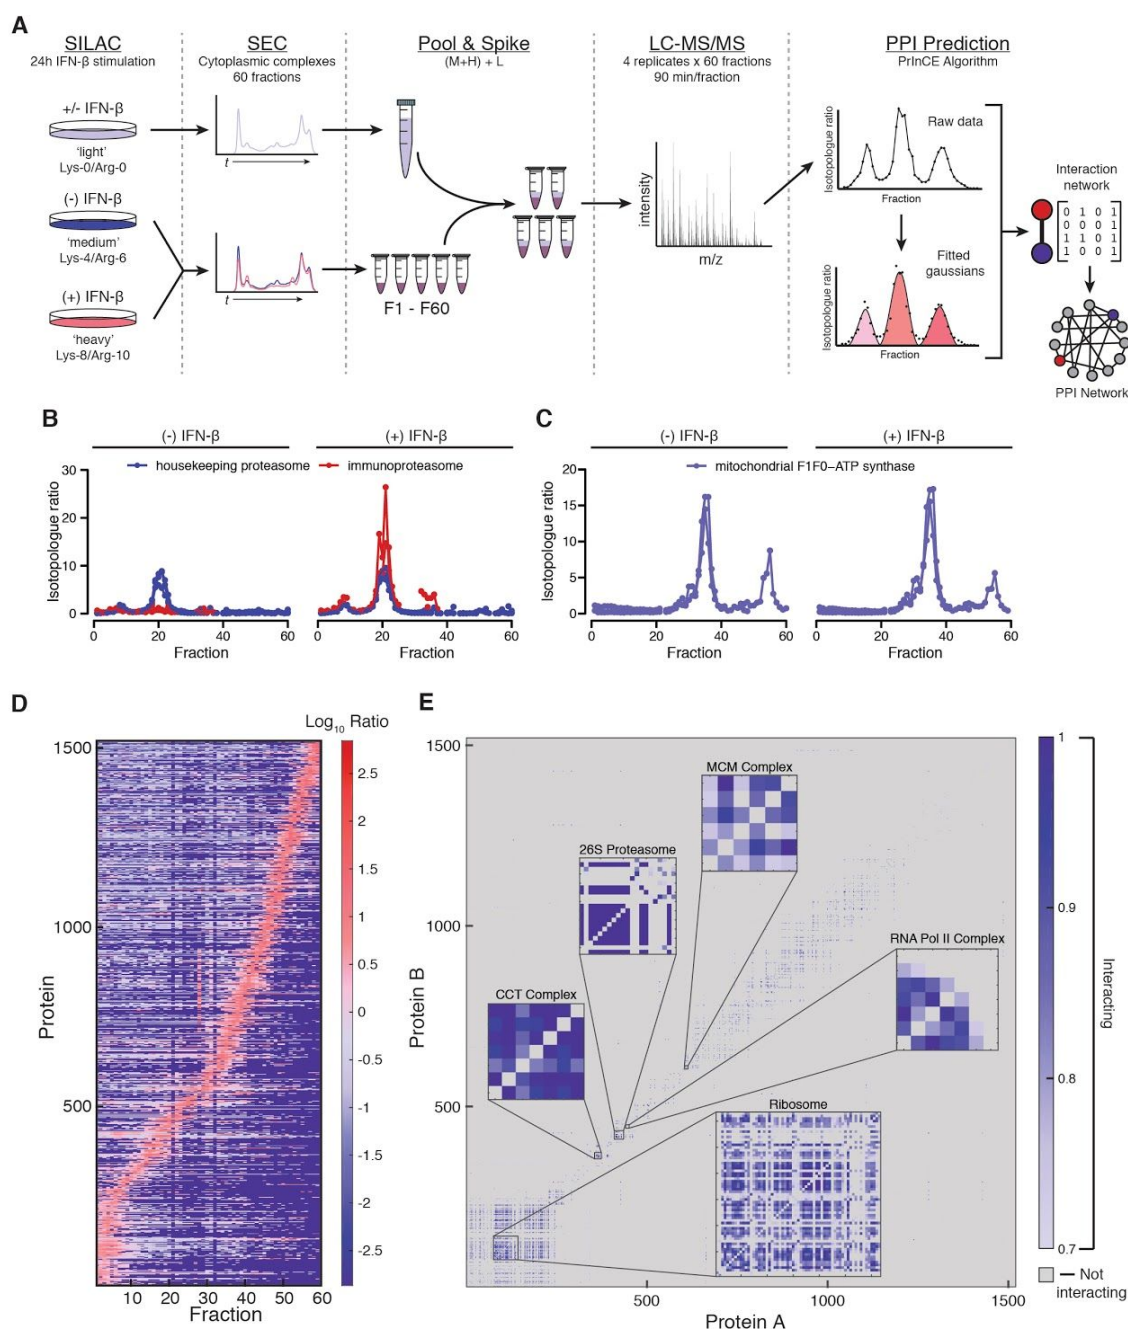 A
SILAC
24h IFN-β stimulation
SEC
Cytoplasmic complexes
60 fractions
Pool & Spike
(M+H) + L
LC-MS/MS
4 replicates x 60 fractions
90 min/fraction
PPI Prediction
PrInCE Algorithm
+/- IFN-β
'light'
Lys-0/Arg-0
(-) IFN-β
'medium'
Lys-4/Arg-6
(+) IFN-β
'heavy'
Lys-8/Arg-10
t
t
F1 - F60
intensity
m/z
Isotopologue ratio
Raw data
Fraction
Isotopologue ratio
Fitted
gaussians
Fraction
Interaction
network
0 1 0 1
0 0 0 1
1 1 0 1
1 0 0 1
PPI Network
B
(-) IFN-β
(+) IFN-β
housekeeping proteasome
immunoproteasome
Isotopologue ratio
30
20
10
0
0 20 40 60
0 20 40 60
Fraction
Fraction
C
(-) IFN-β
(+) IFN-β
mitochondrial F1F0-ATP synthase
Isotopologue ratio
20
15
10
5
0
0 20 40 60
0 20 40 60
Fraction
Fraction
D
Log10 Ratio
Protein
1500
1000
500
10 20 30 40 50 60
Fraction
2.5
2
1.5
1
0.5
0
-0.5
-1
-1.5
-2
-2.5
E
Protein B
1500
1000
500
MCM Complex
26S Proteasome
RNA Pol II Complex
CCT Complex
Ribosome
500 1000 1500
Protein A
1
0.9
0.8
0.7
Interacting
Not
interacting